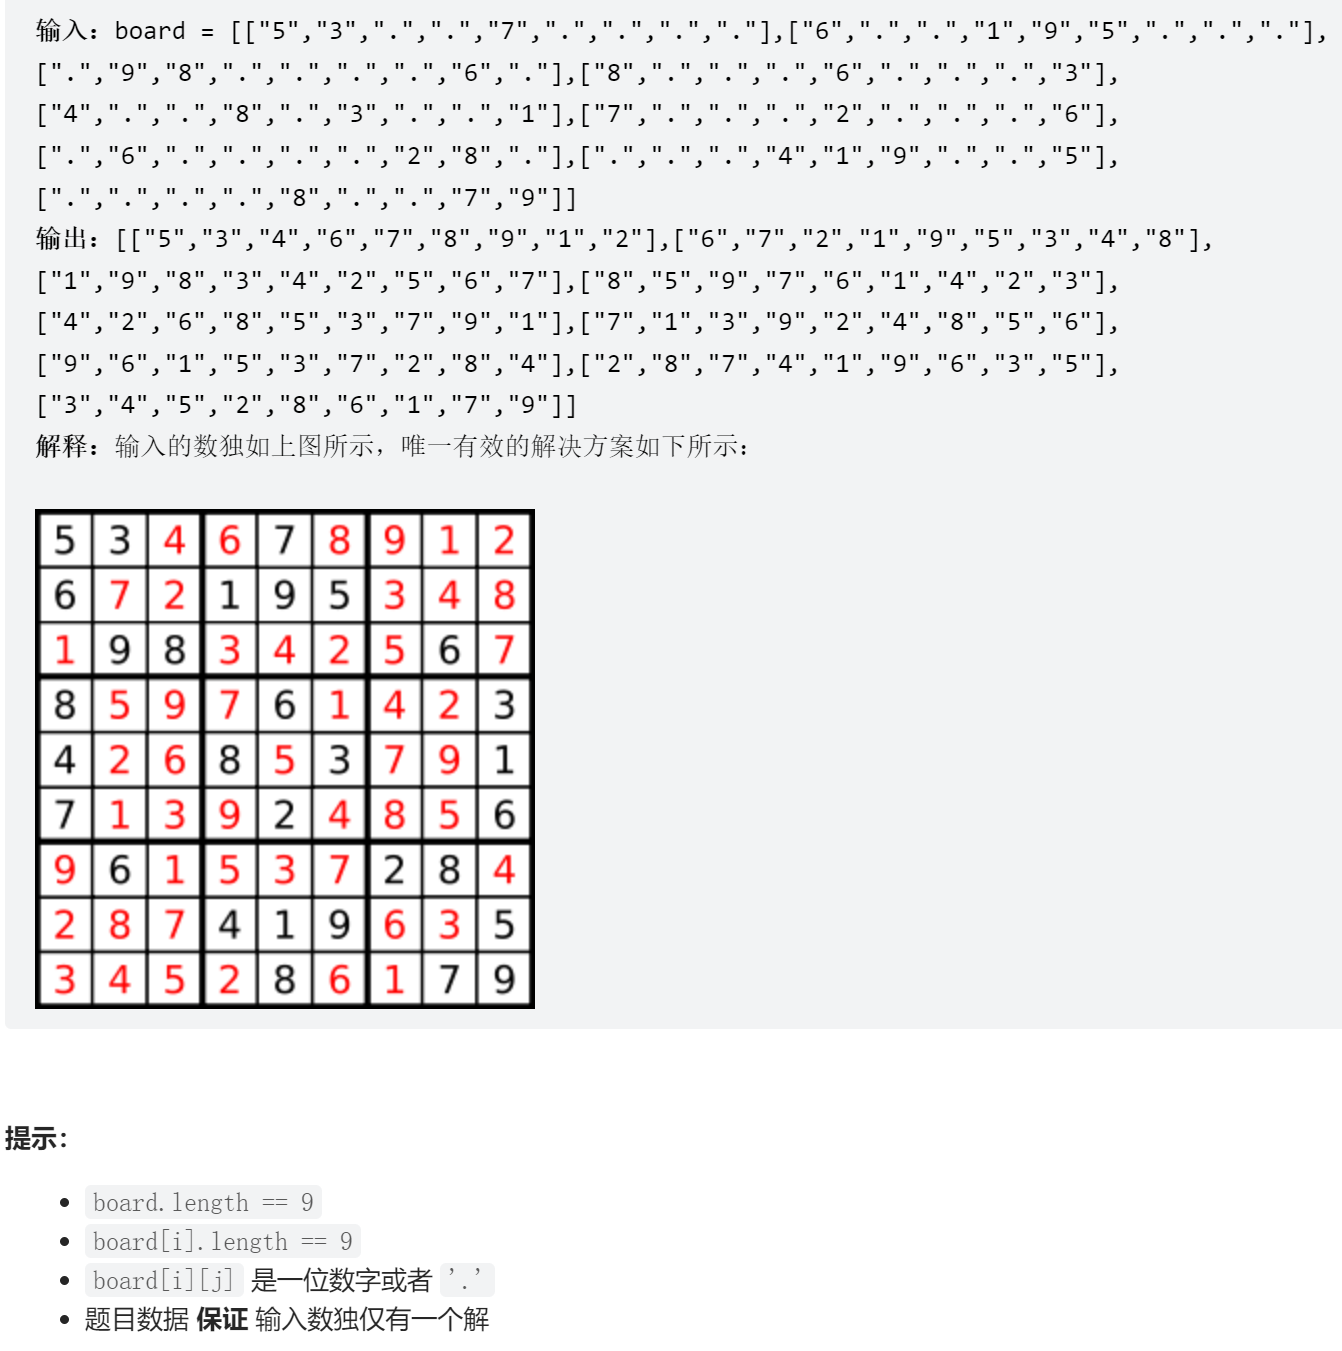 输入：board = [["5","3",".",".","7",".",".",".","."],["6",".",".","1","9","5",".",".","."],
[".","9","8",".",".",".",".","6","."],["8",".",".",".","6",".",".",".","3"],
["4",".",".","8",".","3",".",".","1"],["7",".",".",".","2",".",".",".","6"],
[".","6",".",".",".",".","2","8","."],[".",".",".","4","1","9",".",".","5"],
[".",".",".",".","8",".",".","7","9"]]
输出：[["5","3","4","6","7","8","9","1","2"],["6","7","2","1","9","5","3","4","8"],
["1","9","8","3","4","2","5","6","7"],["8","5","9","7","6","1","4","2","3"],
["4","2","6","8","5","3","7","9","1"],["7","1","3","9","2","4","8","5","6"],
["9","6","1","5","3","7","2","8","4"],["2","8","7","4","1","9","6","3","5"],
["3","4","5","2","8","6","1","7","9"]]
解释：输入的数独如上图所示，唯一有效的解决方案如下所示：
5 3 4 6 7 8 9 1 2
6 7 2 1 9 5 3 4 8
1 9 8 3 4 2 5 6 7
8 5 9 7 6 1 4 2 3
4 2 6 8 5 3 7 9 1
7 1 3 9 2 4 8 5 6
9 6 1 5 3 7 2 8 4
2 8 7 4 1 9 6 3 5
3 4 5 2 8 6 1 7 9
提示：
• board.length == 9
• board[i].length == 9
• board[i][j] 是一位数字或者 '.'
• 题目数据 保证 输入数独仅有一个解